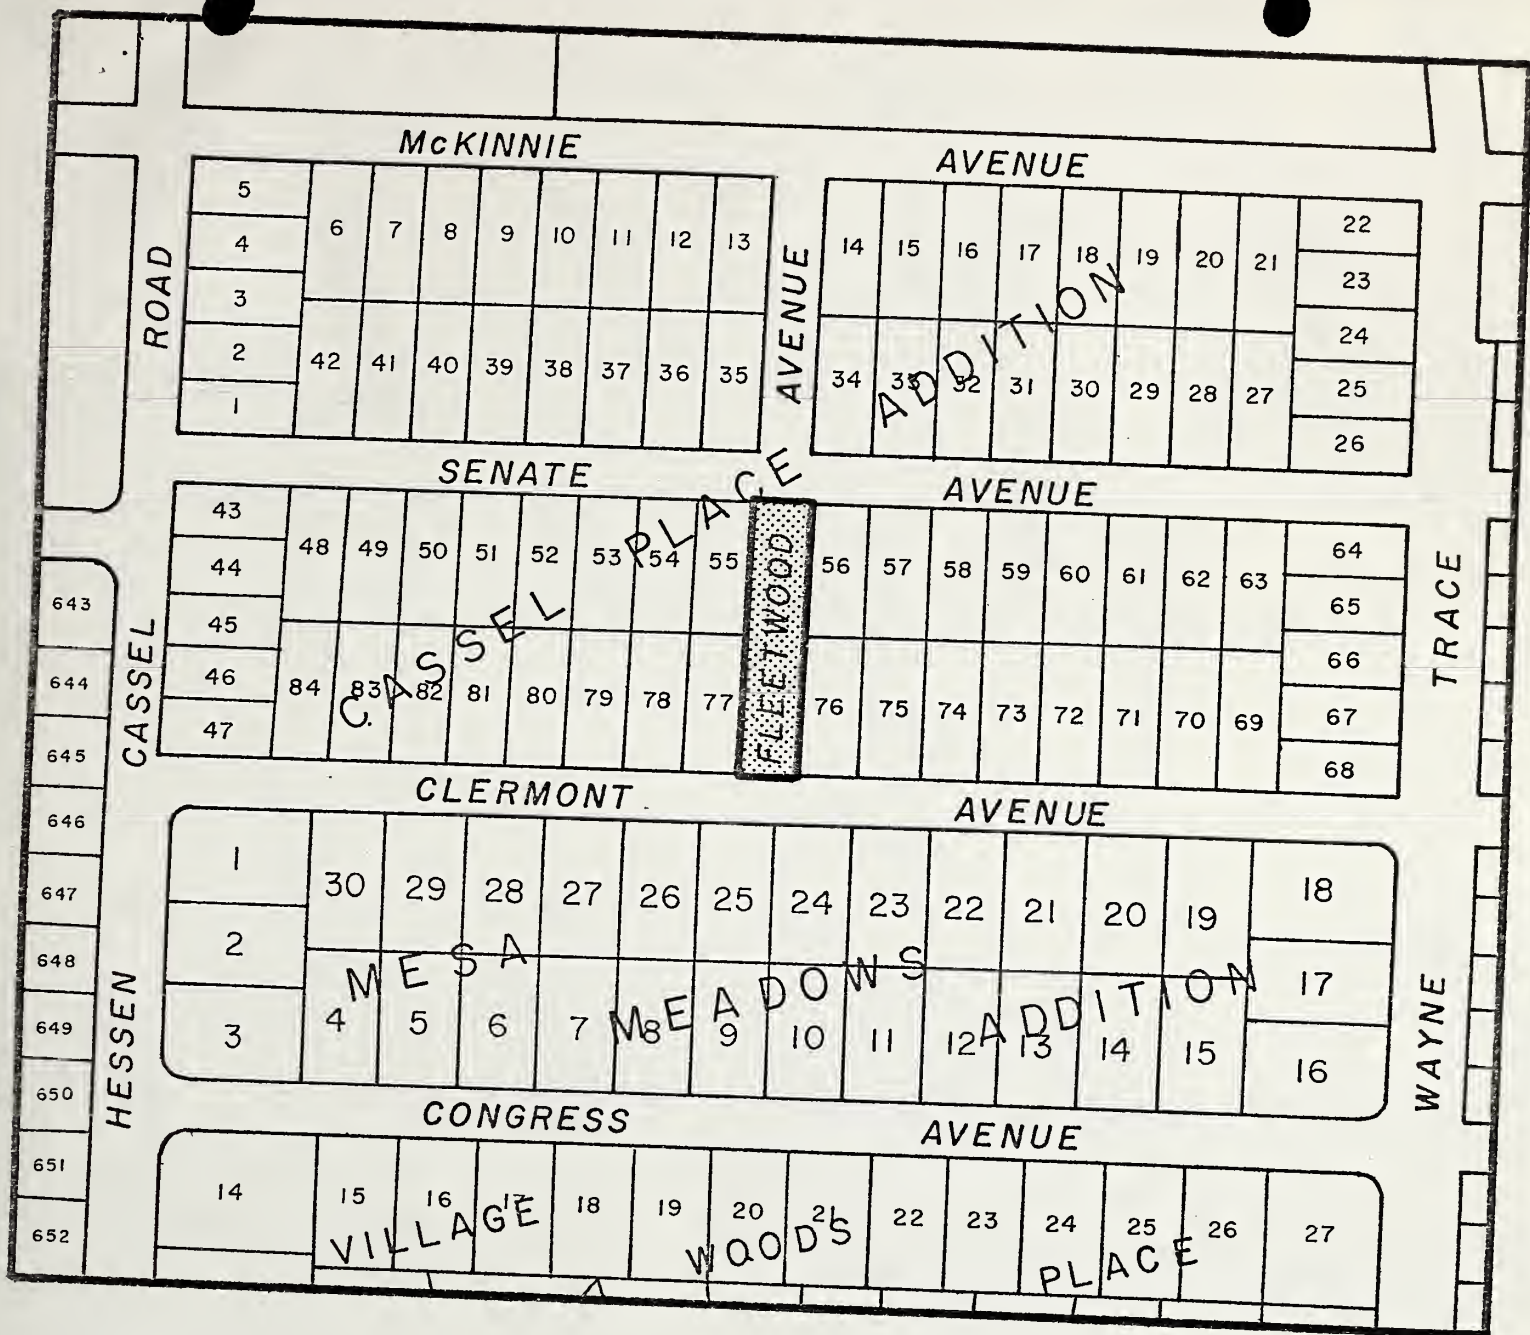 McKINNIE AVENUE
5 6 7 8 9 10 11 12 13 14 15 16 17 18 19 20 21 22
4 23
3 24
2 42 41 40 39 38 37 36 35 34 33 32 31 30 29 28 27 25
1 26
ROAD
AVENUE
ADDITION
SENATE AVENUE
PLACE
43 48 49 50 51 52 53 54 55 56 57 58 59 60 61 62 63 64
44 65
45 66
46 84 83 82 81 80 79 78 77 76 75 74 73 72 71 70 69 67
47 68
FLEETWOOD
CASSEL
CASSEL
TRACE
643
644
645
646
647
648
649
650
651
652
CLERMONT AVENUE
1 30 29 28 27 26 25 24 23 22 21 20 19 18
2 17
MESA MEADOWS ADDITION
3 4 5 6 7 8 9 10 11 12 13 14 15 16
HESSEN
WAYNE
CONGRESS AVENUE
14 15 16 17 18 19 20 21 22 23 24 25 26 27
VILLAGE WOODS PLACE